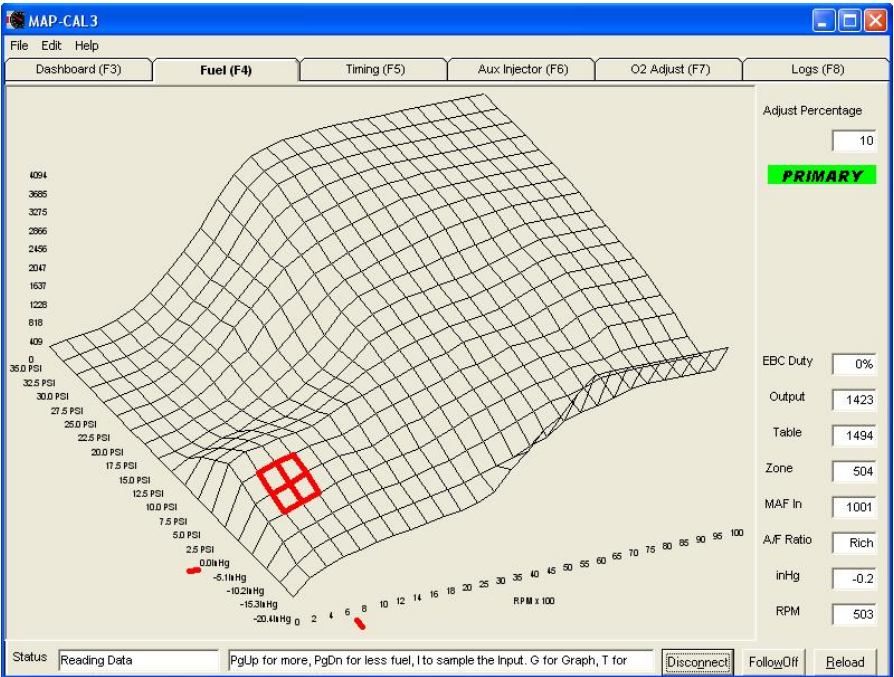 MAP-CAL3
File Edit Help
Dashboard (F3) Fuel (F4) Timing (F5) Aux Injector (F6) O2 Adjust (F7) Logs (F8)
Adjust Percentage
10
PRIMARY
4094
3685
3275
2866
2456
2047
1637
1228
818
409
0
35.0 PSI
32.5 PSI
30.0 PSI
27.5 PSI
25.0 PSI
22.5 PSI
20.0 PSI
17.5 PSI
15.0 PSI
12.5 PSI
10.0 PSI
7.5 PSI
5.0 PSI
2.5 PSI
0.0InHg
-5.1InHg
-10.2InHg
-15.3InHg
-20.4InHg
0 2 4 6 8 10 12 14 16 18 20 25 30 35 40 45 50 55 60 65 70 75 80 85 90 95 100
RPM x 100
EBC Duty 0%
Output 1423
Table 1494
Zone 504
MAF In 1001
A/F Ratio Rich
inHg -0.2
RPM 503
Status Reading Data PgUp for more, PgDn for less fuel, I to sample the Input. G for Graph, T for Disconnect FollowOff Reload